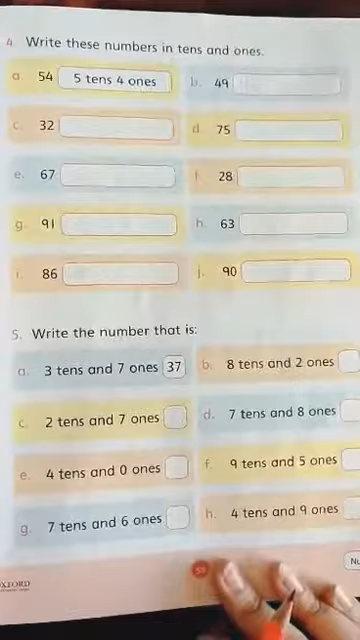 4. Write these numbers in tens and ones.
a. 54 5 tens 4 ones b. 49
c. 32 d. 75
e. 67 f. 28
g. 91 h. 63
i. 86 j. 90
5. Write the number that is:
a. 3 tens and 7 ones 37 b. 8 tens and 2 ones
c. 2 tens and 7 ones d. 7 tens and 8 ones
e. 4 tens and 0 ones f. 9 tens and 5 ones
g. 7 tens and 6 ones h. 4 tens and 9 ones